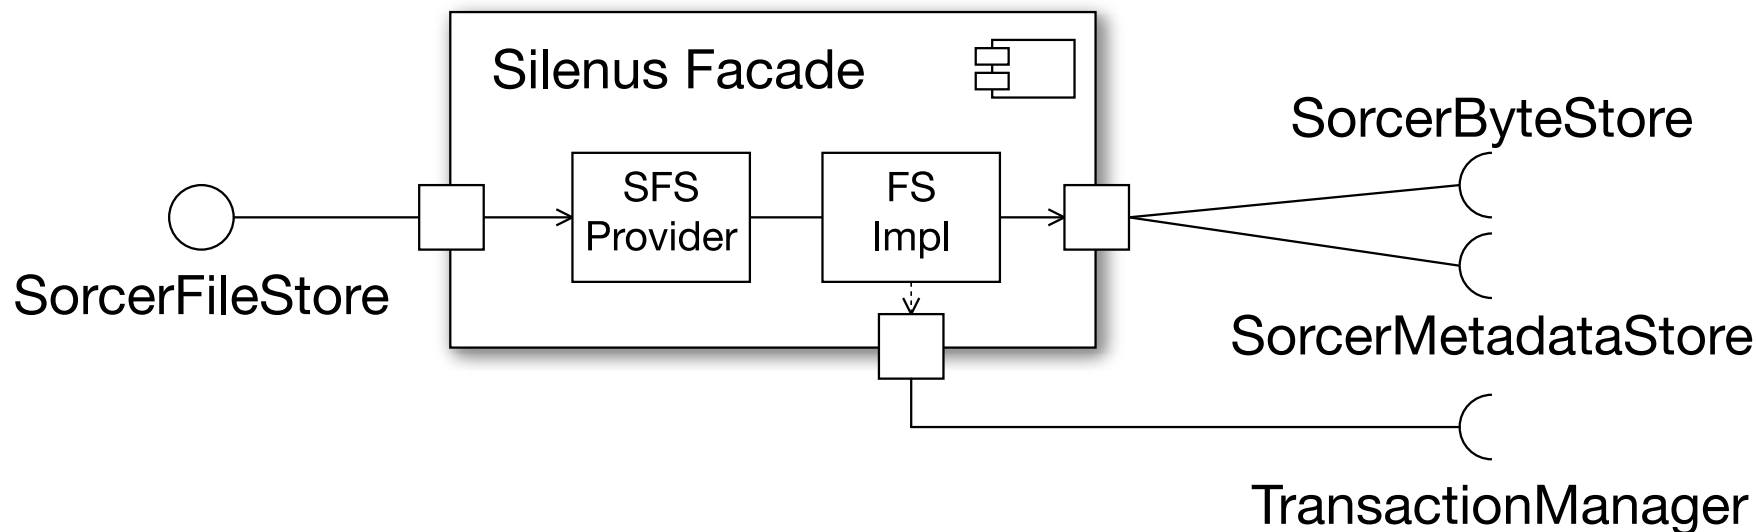 Silenus Facade
SorcerByteStore
SFS
Provider
FS
Impl
SorcerFileStore
SorcerMetadataStore
TransactionManager